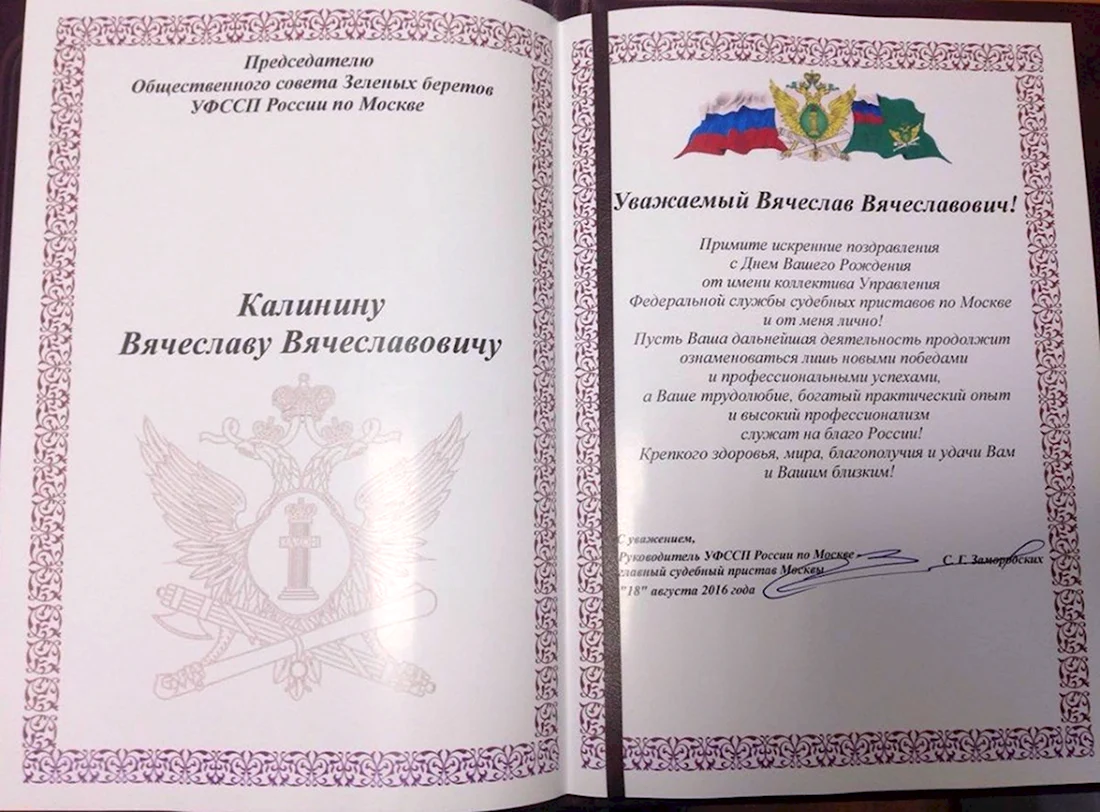 Председателю
Общественного совета Зеленых беретов
УФССП России по Москве
Калинину
Вячеславу Вячеславовичу
Уважаемый Вячеслав Вячеславович!
Примите искренние поздравления
с Днем Вашего Рождения
от имени коллектива Управления
Федеральной службы судебных приставов по Москве
и от меня лично!
Пусть Ваша дальнейшая деятельность продолжит
ознаменоваться лишь новыми победами
и профессиональными успехами,
а Ваше трудолюбие, богатый практический опыт
и высокий профессионализм
служат на благо России!
Крепкого здоровья, мира, благополучия и удачи Вам
и Вашим близким!
С уважением,
Руководитель УФССП России по Москве -
главный судебный пристав Москвы
С. Г. Замородских
"18" августа 2016 года